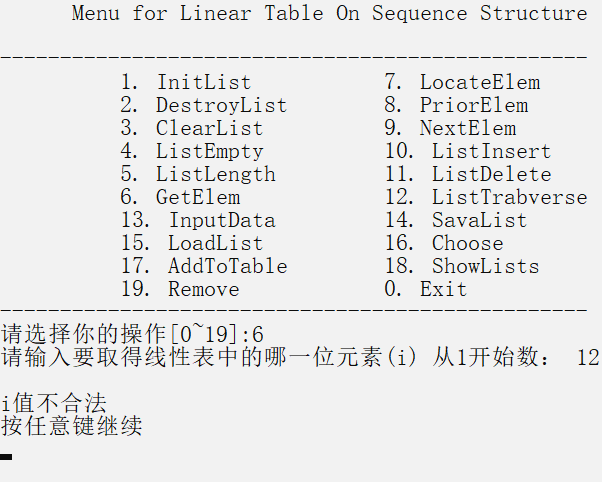 Menu for Linear Table On Sequence Structure
-------------------------------------------------
1. InitList 7. LocateElem
2. DestroyList 8. PriorElem
3. ClearList 9. NextElem
4. ListEmpty 10. ListInsert
5. ListLength 11. ListDelete
6. GetElem 12. ListTrabverse
13. InputData 14. SavaList
15. LoadList 16. Choose
17. AddToTable 18. ShowLists
19. Remove 0. Exit
-------------------------------------------------
请选择你的操作[0~19]:6
请输入要取得线性表中的哪一位元素(i) 从1开始数： 12
i值不合法
按任意键继续